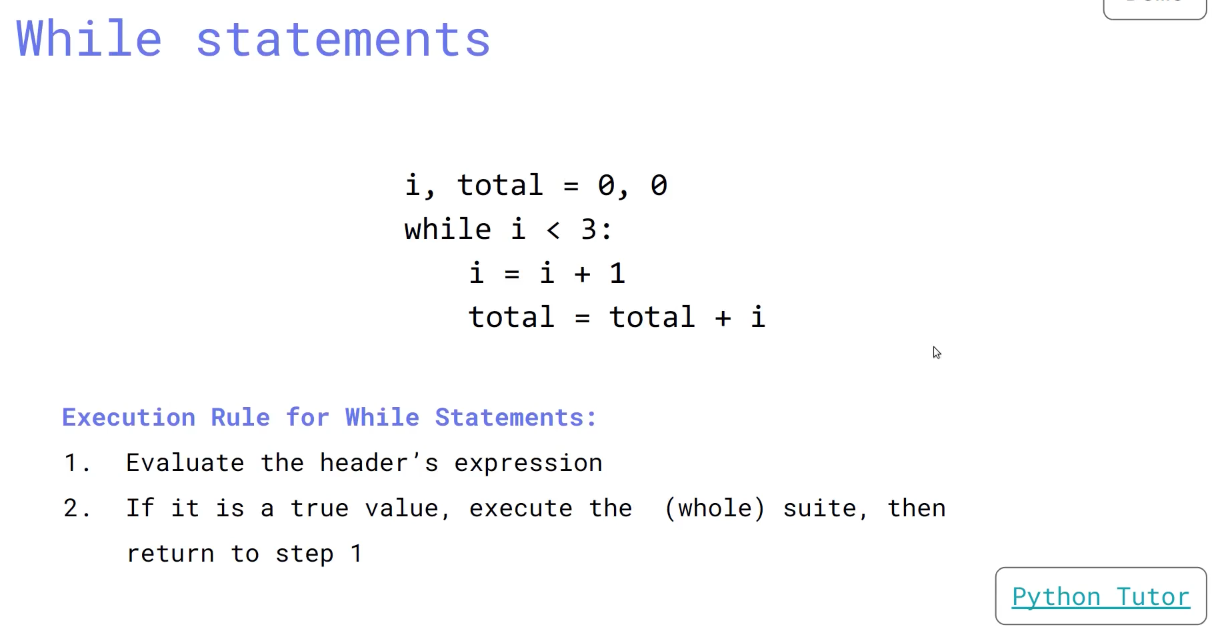 While statements
i, total = 0, 0
while i < 3:
    i = i + 1
    total = total + i
Execution Rule for While Statements:
1. Evaluate the header’s expression
2. If it is a true value, execute the (whole) suite, then
return to step 1
Python Tutor